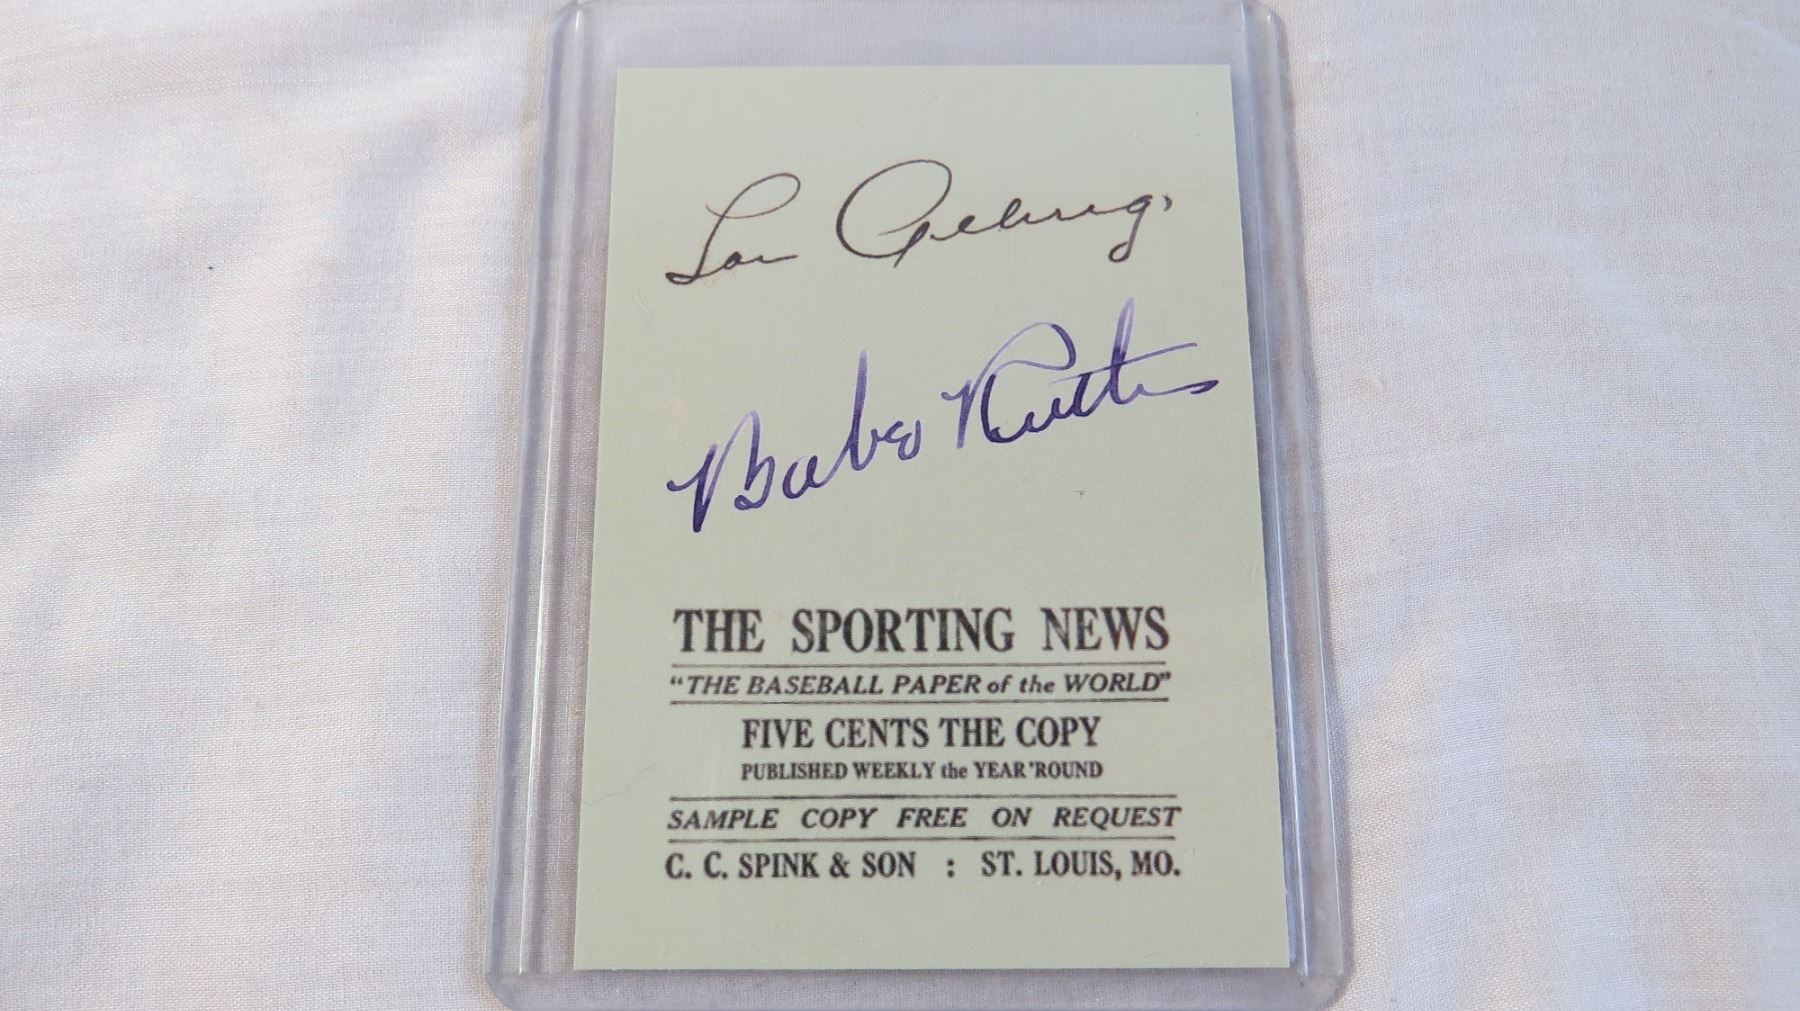 Lou Gehrig,
Babe Ruth
THE SPORTING NEWS
"THE BASEBALL PAPER of the WORLD"
FIVE CENTS THE COPY
PUBLISHED WEEKLY the YEAR 'ROUND
SAMPLE COPY FREE ON REQUEST
C. C. SPINK & SON : ST. LOUIS, MO.